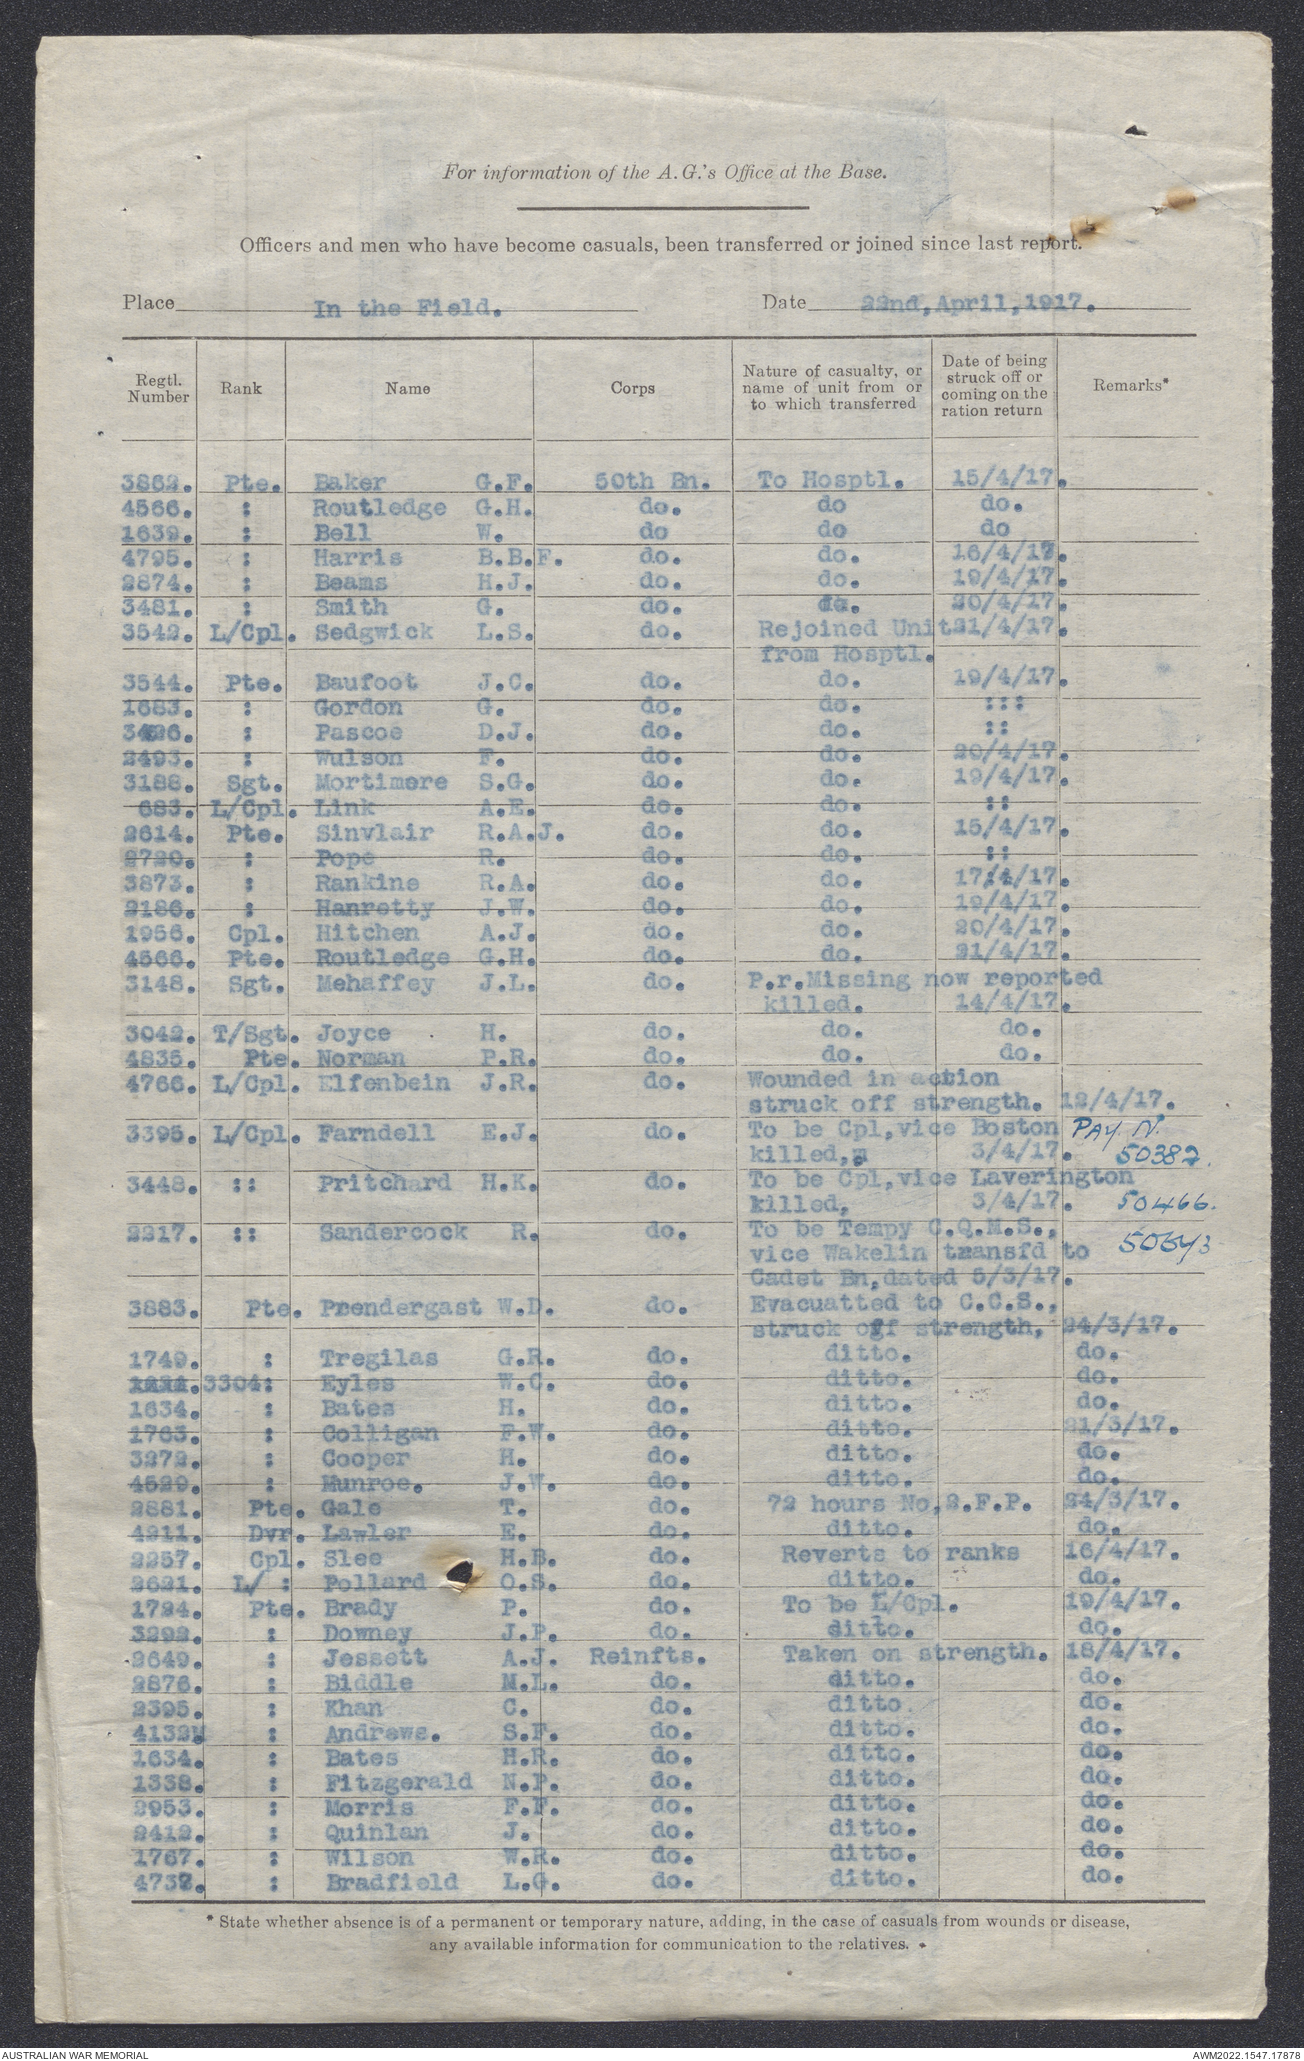 For information of the A.G.'s Office at the Base.
Officers and men who have become casuals, been transferred or joined since last report.
Place In the Field. Date 22nd,April,1917.
Regtl. Number Rank Name Corps Nature of casualty, or name of unit from or to which transferred Date of being struck off or coming on the ration return Remarks*
3862. Pte. Baker G.F. 50th Bn. To Hosptl. 15/4/17.
4566. : Routledge G.H. do. do do.
1639. : Bell W. do do do
4795. : Harris B.B.F. do. do. 16/4/17.
2874. : Beams H.J. do. do. 19/4/17.
3481. : Smith G. do. do. 20/4/17.
3542. L/Cpl. Sedgwick L.S. do. Rejoined Unit 21/4/17.
from Hosptl.
3544. Pte. Baufoot J.C. do. do. 19/4/17.
1683. : Gordon G. do. do. :::
3426. : Pascoe D.J. do. do. ::
2493. : Wulson F. do. do. 20/4/17.
3188. Sgt. Mortimere S.G. do. do. 19/4/17.
683. L/Cpl. Link A.E. do. do. ::
2614. Pte. Sinvlair R.A.J. do. do. 15/4/17.
2720. : Pope R. do. do. ::
3873. : Rankine R.A. do. do. 17/4/17.
2186. : Hanretty J.W. do. do. 19/4/17.
1956. Cpl. Hitchen A.J. do. do. 20/4/17.
4566. Pte. Routledge G.H. do. do. 21/4/17.
3148. Sgt. Mehaffey J.L. do. P.r.Missing now reported
killed. 14/4/17.
3042. T/Sgt. Joyce H. do. do. do.
4835. Pte. Norman P.R. do. do. do.
4766. L/Cpl. Elfenbein J.R. do. Wounded in action
struck off strength. 12/4/17.
3395. L/Cpl. Farndell E.J. do. To be Cpl,vice Boston PAY. N.
killed, 3/4/17. 50382.
3448. :: Pritchard H.K. do. To be Cpl,vice Laverington
killed, 3/4/17. 50466.
2217. :: Sandercock R. do. To be Tempy C.Q.M.S.,
vice Wakelin transfd to
Cadet Bn,dated 5/3/17.
3883. Pte. Prendergast W.D. do. Evacuatted to C.C.S.,
struck off strength, 24/3/17.
1749. : Tregilas G.R. do. ditto. do.
3304. : Eyles W.C. do. ditto. do.
1634. : Bates H. do. ditto. do.
1763. : Colligan F.W. do. ditto. 21/3/17.
3272. : Cooper H. do. ditto. do.
4529. : Munroe. J.W. do. ditto. do.
2881. Pte. Gale T. do. 72 hours No,2.F.P. 24/3/17.
4211. Dvr. Lawler E. do. ditto. do.
2257. Cpl. Slee H.B. do. Reverts to ranks 16/4/17.
2621. L/ : Pollard O.S. do. ditto. do.
1724. Pte. Brady P. do. To be L/Cpl. 19/4/17.
3292. : Downey J.P. do. ditto. do.
2649. : Jessett A.J. Reinfts. Taken on strength. 18/4/17.
2876. : Biddle M.L. do. ditto. do.
2395. : Khan C. do. ditto. do.
4132 : Andrews. S.F. do. ditto. do.
1634. : Bates H.R. do. ditto. do.
1338. : Fitzgerald N.P. do. ditto. do.
2953. : Morris F.F. do. ditto. do.
2412. : Quinlan J. do. ditto. do.
1767. : Wilson W.R. do. ditto. do.
4737. : Bradfield L.G. do. ditto. do.
* State whether absence is of a permanent or temporary nature, adding, in the case of casuals from wounds or disease,
any available information for communication to the relatives.
AUSTRALIAN WAR MEMORIAL AWM2022.1547.17878